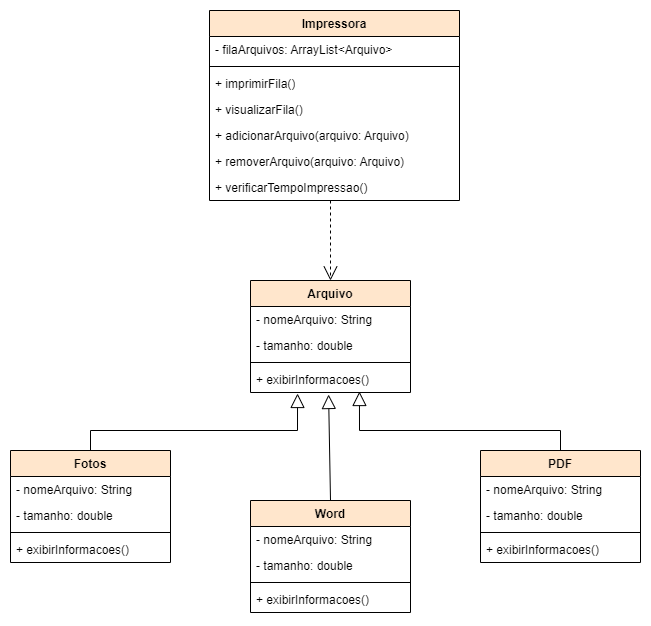 Impressora
- filaArquivos: ArrayList<Arquivo>
+ imprimirFila()
+ visualizarFila()
+ adicionarArquivo(arquivo: Arquivo)
+ removerArquivo(arquivo: Arquivo)
+ verificarTempoImpressao()
Arquivo
- nomeArquivo: String
- tamanho: double
+ exibirInformacoes()
Fotos
- nomeArquivo: String
- tamanho: double
+ exibirInformacoes()
Word
- nomeArquivo: String
- tamanho: double
+ exibirInformacoes()
PDF
- nomeArquivo: String
- tamanho: double
+ exibirInformacoes()